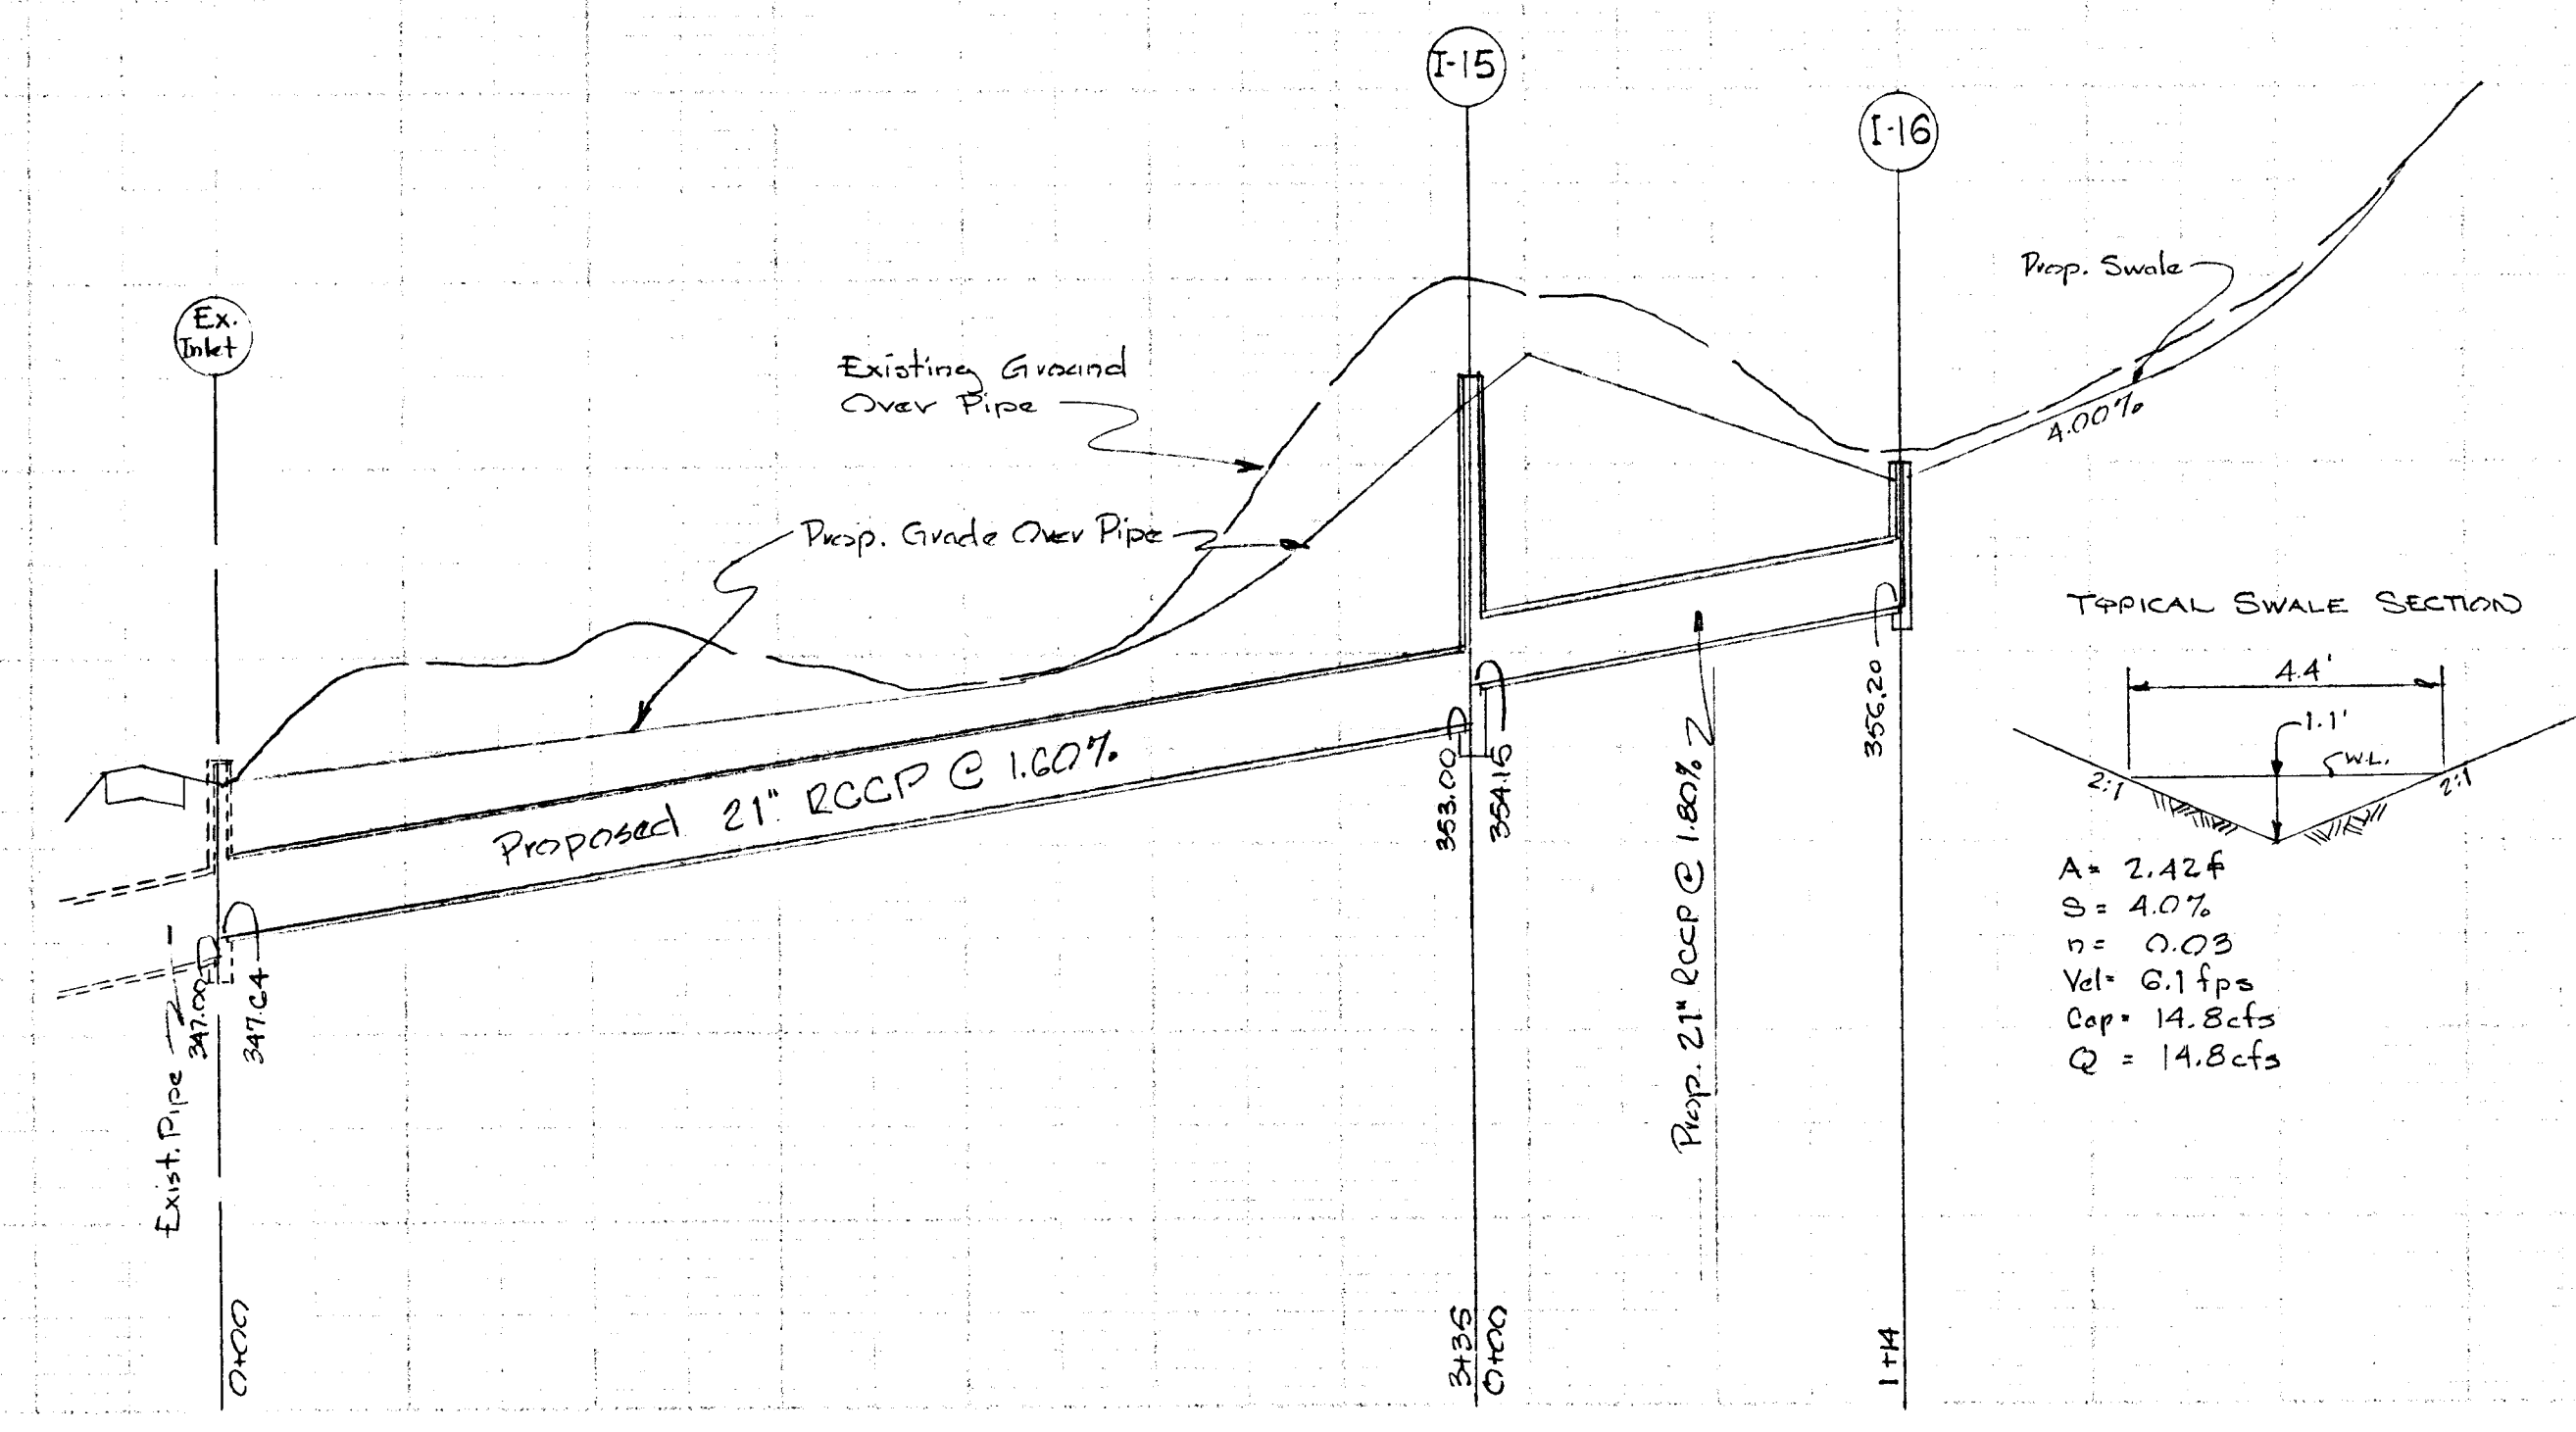 I-15
I-16
Ex.
Inlet
Prop. Swale
Existing Ground
Over Pipe
4.00%
Prop. Grade Over Pipe
TYPICAL SWALE SECTION
4.4'
1.1'
W.L.
2:1
2:1
Proposed 21" RCCP @ 1.60%
Prop. 21" RCCP @ 1.80%
353.00
354.15
356.20
A= 2.42
S= 4.0%
n= 0.03
Vel= 6.1 fps
Cap= 14.8cfs
Q = 14.8cfs
Exist. Pipe
347.00
347.64
0+00
3+35
0+00
1+14